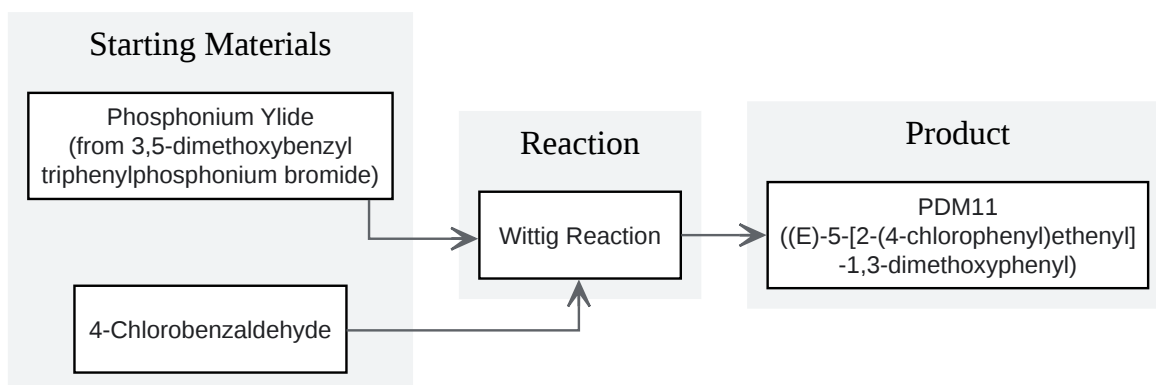 Starting Materials
Phosphonium Ylide
(from 3,5-dimethoxybenzyl
triphenylphosphonium bromide)
4-Chlorobenzaldehyde
Reaction
Wittig Reaction
Product
PDM11
((E)-5-[2-(4-chlorophenyl)ethenyl]
-1,3-dimethoxyphenyl)